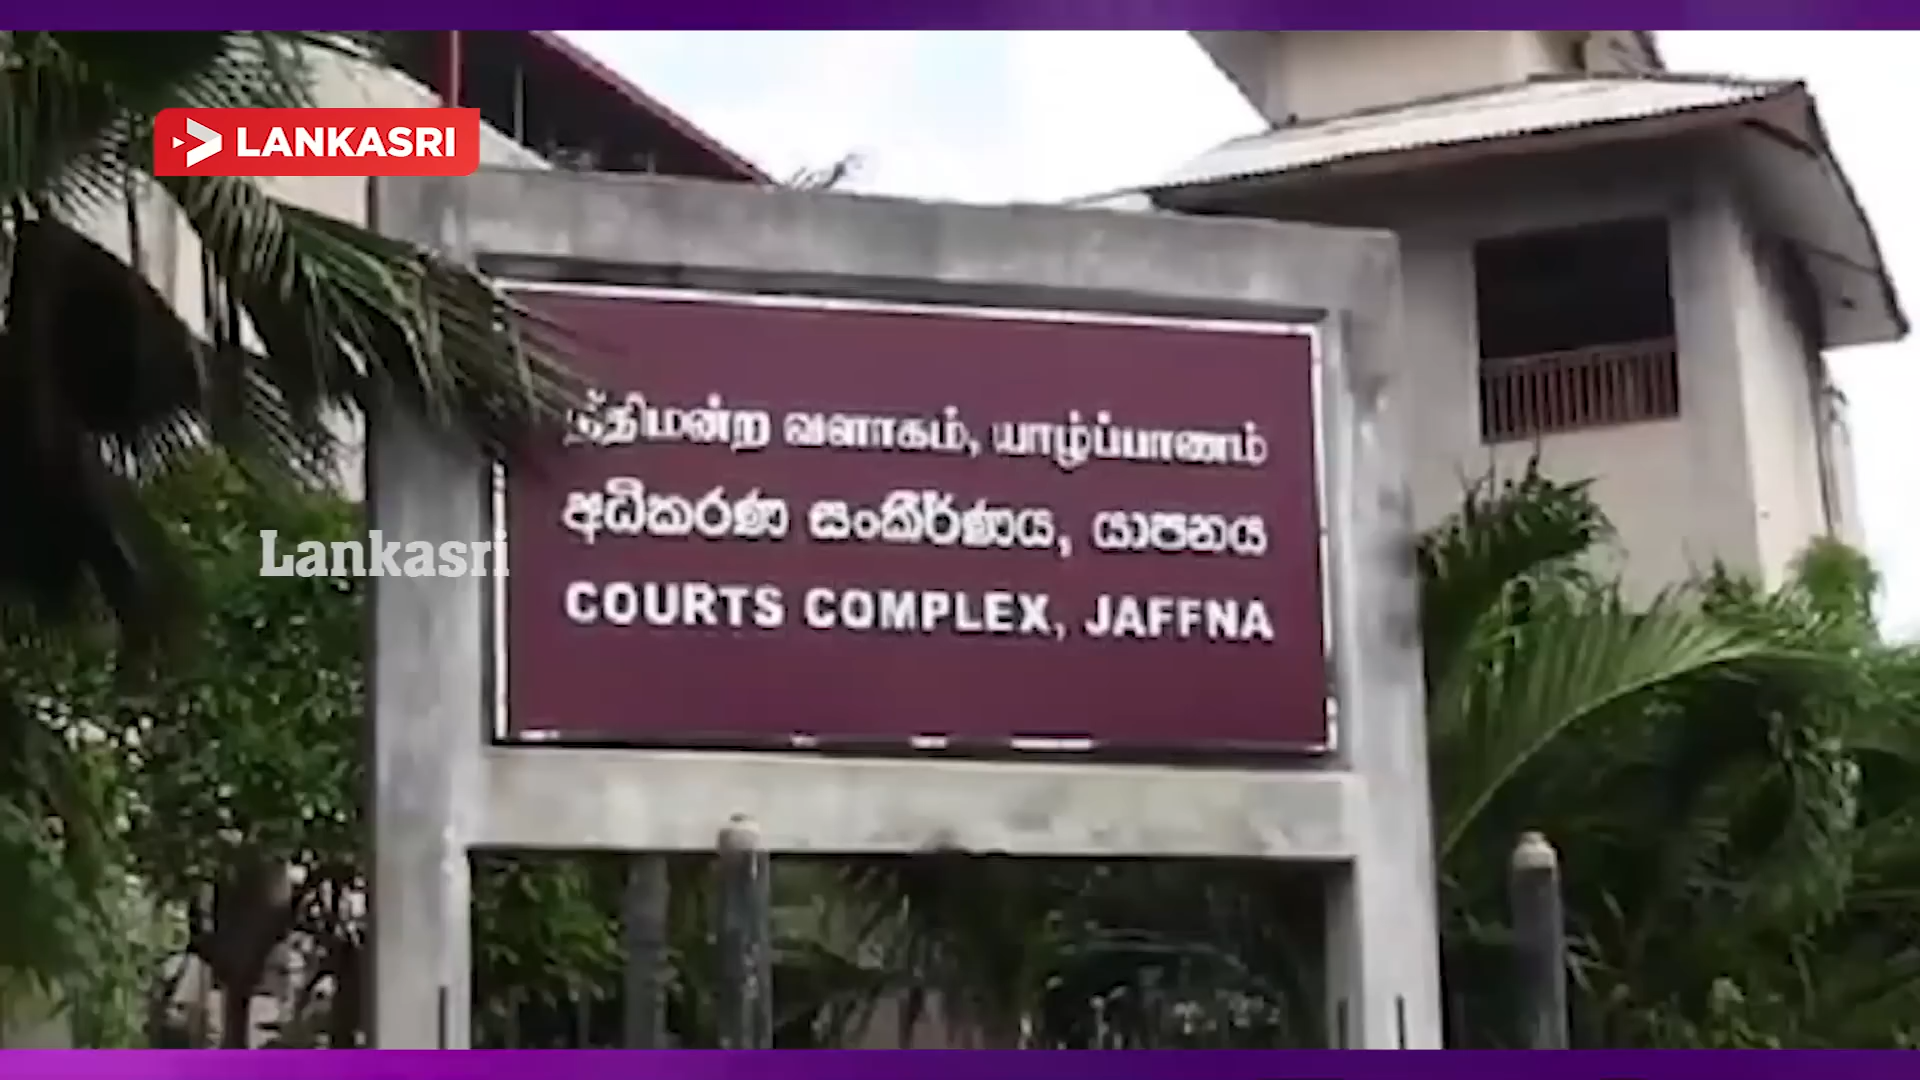 LANKASRI
நீதிமன்ற வளாகம், யாழ்ப்பாணம்
අධිකරණ සංකීර්ණය, යාපනය
Lankasri
COURTS COMPLEX, JAFFNA